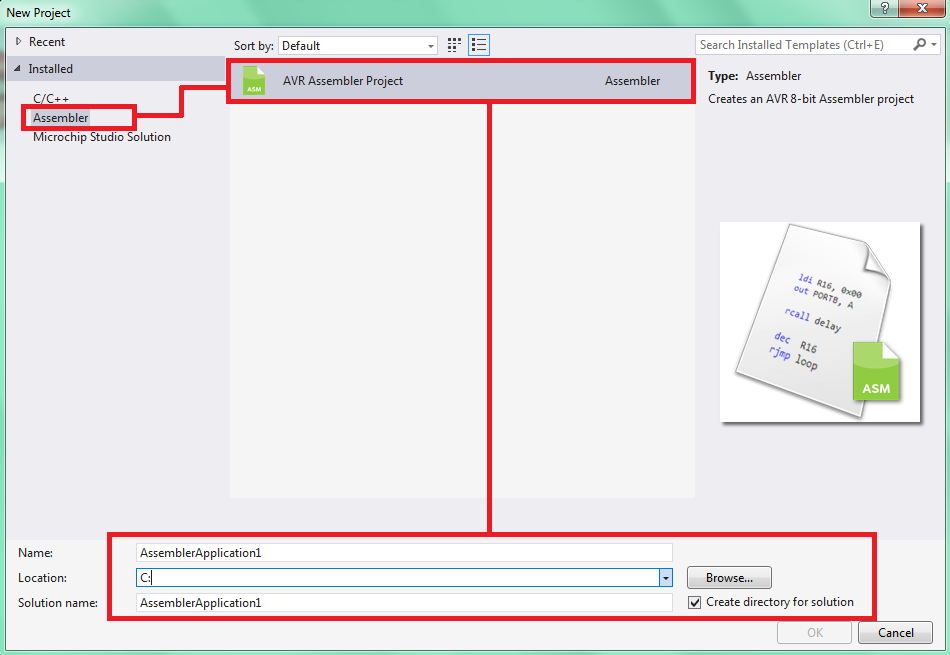 New Project
?
Recent
Installed
C/C++
Assembler
Microchip Studio Solution
Sort by:
Default
ASM
AVR Assembler Project
Assembler
Search Installed Templates (Ctrl+E)
Type: Assembler
Creates an AVR 8-bit Assembler project
ldi R16, 0x00
out PORTB, A
rcall delay
dec R16
rjmp loop
ASM
Name:
AssemblerApplication1
Location:
C:
Browse...
Solution name:
AssemblerApplication1
Create directory for solution
OK
Cancel